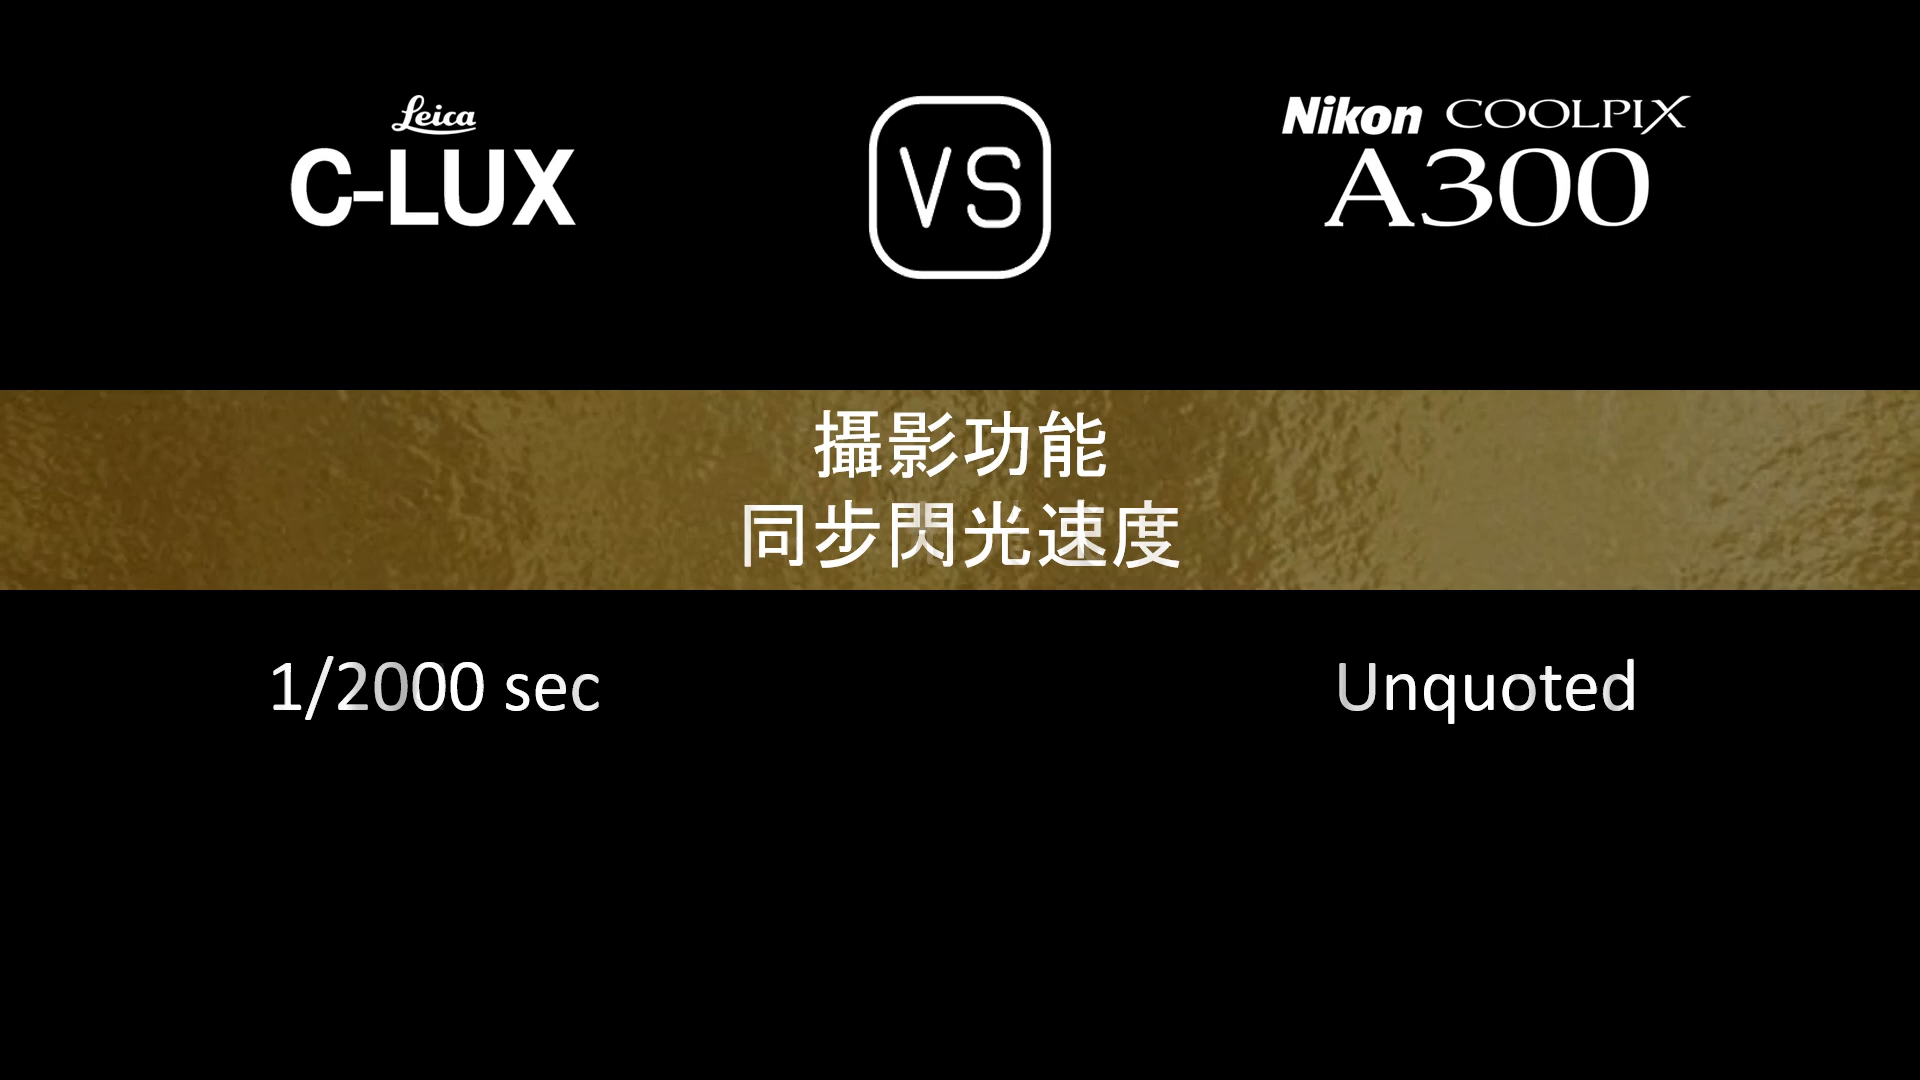 Leica
C-LUX
VS
Nikon COOLPIX
A300
攝影功能
同步閃光速度
1/2000 sec
Unquoted